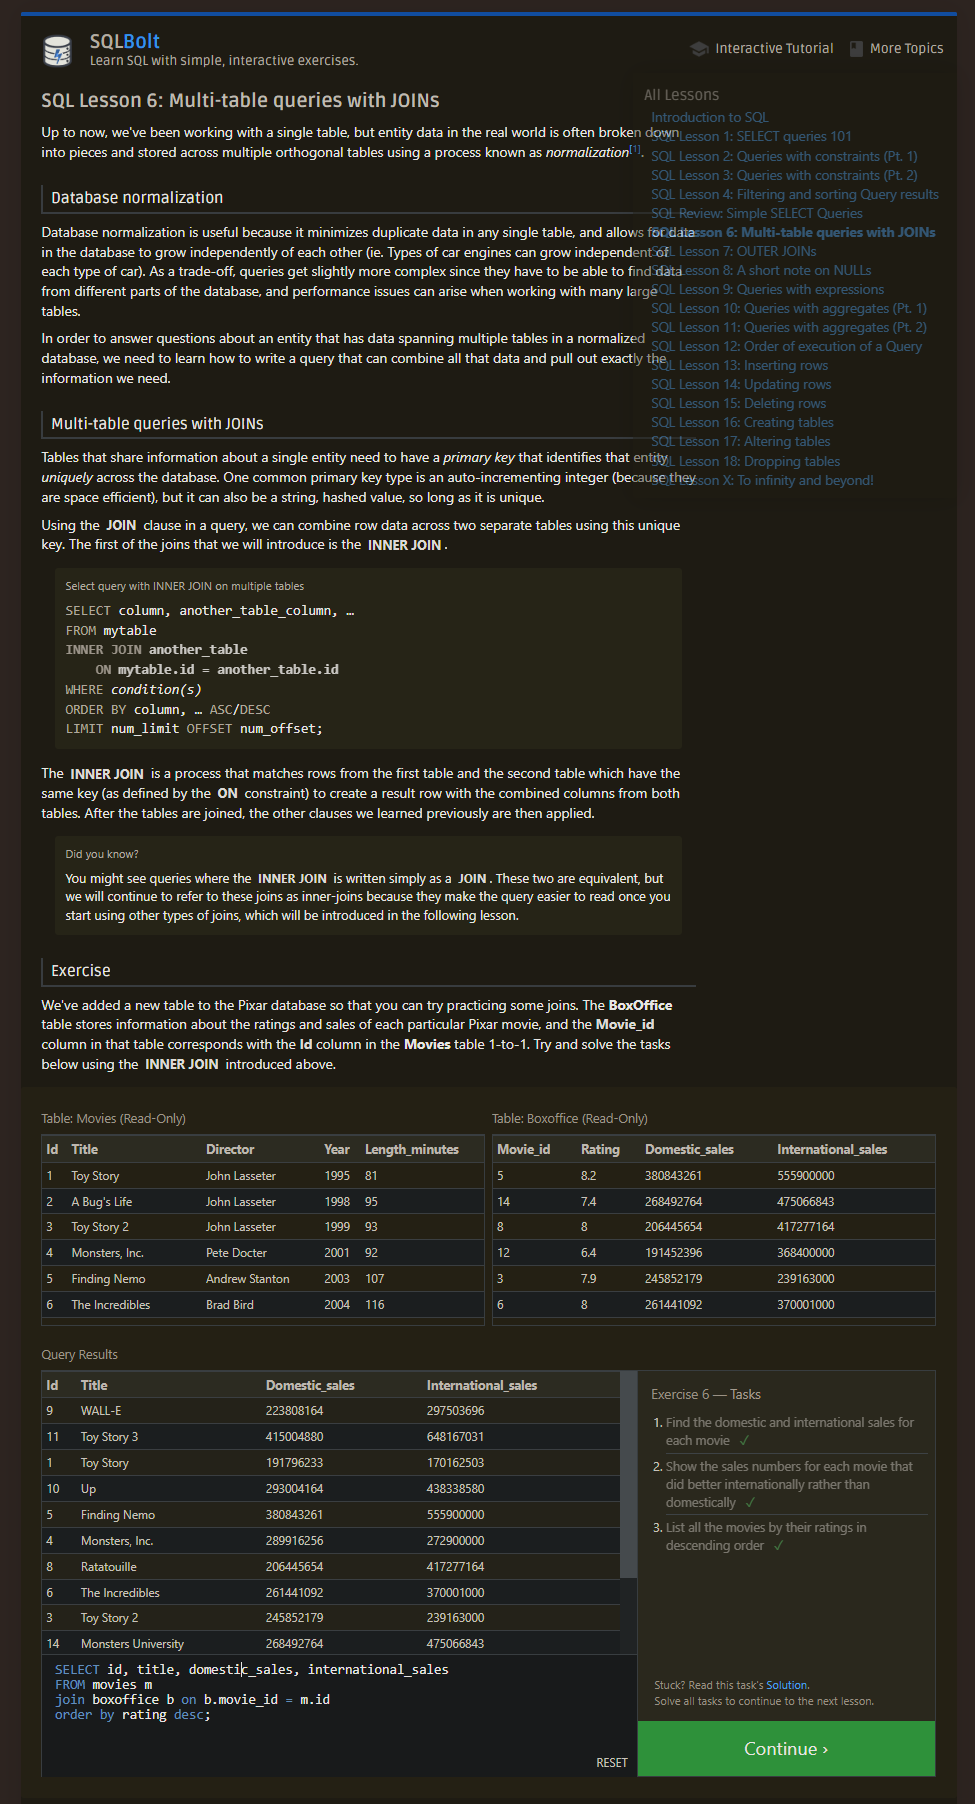 SQLBolt
Learn SQL with simple, interactive exercises.
Interactive Tutorial
More Topics
SQL Lesson 6: Multi-table queries with JOINs
Up to now, we've been working with a single table, but entity data in the real world is often broken down
into pieces and stored across multiple orthogonal tables using a process known as normalization[1].
All Lessons
Introduction to SQL
SQL Lesson 1: SELECT queries 101
SQL Lesson 2: Queries with constraints (Pt. 1)
SQL Lesson 3: Queries with constraints (Pt. 2)
SQL Lesson 4: Filtering and sorting Query results
SQL Review: Simple SELECT Queries
SQL Lesson 6: Multi-table queries with JOINs
SQL Lesson 7: OUTER JOINs
SQL Lesson 8: A short note on NULLs
SQL Lesson 9: Queries with expressions
SQL Lesson 10: Queries with aggregates (Pt. 1)
SQL Lesson 11: Queries with aggregates (Pt. 2)
SQL Lesson 12: Order of execution of a Query
SQL Lesson 13: Inserting rows
SQL Lesson 14: Updating rows
SQL Lesson 15: Deleting rows
SQL Lesson 16: Creating tables
SQL Lesson 17: Altering tables
SQL Lesson 18: Dropping tables
SQL Lesson X: To infinity and beyond!
Database normalization
Database normalization is useful because it minimizes duplicate data in any single table, and allows for data
in the database to grow independently of each other (ie. Types of car engines can grow independent of
each type of car). As a trade-off, queries get slightly more complex since they have to be able to find data
from different parts of the database, and performance issues can arise when working with many large
tables.
In order to answer questions about an entity that has data spanning multiple tables in a normalized
database, we need to learn how to write a query that can combine all that data and pull out exactly the
information we need.
Multi-table queries with JOINs
Tables that share information about a single entity need to have a primary key that identifies that entity
uniquely across the database. One common primary key type is an auto-incrementing integer (because they
are space efficient), but it can also be a string, hashed value, so long as it is unique.
Using the JOIN clause in a query, we can combine row data across two separate tables using this unique
key. The first of the joins that we will introduce is the INNER JOIN.
Select query with INNER JOIN on multiple tables
SELECT column, another_table_column, …
FROM mytable
INNER JOIN another_table
ON mytable.id = another_table.id
WHERE condition(s)
ORDER BY column, … ASC/DESC
LIMIT num_limit OFFSET num_offset;
The INNER JOIN is a process that matches rows from the first table and the second table which have the
same key (as defined by the ON constraint) to create a result row with the combined columns from both
tables. After the tables are joined, the other clauses we learned previously are then applied.
Did you know?
You might see queries where the INNER JOIN is written simply as a JOIN. These two are equivalent, but
we will continue to refer to these joins as inner-joins because they make the query easier to read once you
start using other types of joins, which will be introduced in the following lesson.
Exercise
We've added a new table to the Pixar database so that you can try practicing some joins. The BoxOffice
table stores information about the ratings and sales of each particular Pixar movie, and the Movie_id
column in that table corresponds with the Id column in the Movies table 1-to-1. Try and solve the tasks
below using the INNER JOIN introduced above.
Table: Movies (Read-Only)
Id Title Director Year Length_minutes
1 Toy Story John Lasseter 1995 81
2 A Bug's Life John Lasseter 1998 95
3 Toy Story 2 John Lasseter 1999 93
4 Monsters, Inc. Pete Docter 2001 92
5 Finding Nemo Andrew Stanton 2003 107
6 The Incredibles Brad Bird 2004 116
Table: Boxoffice (Read-Only)
Movie_id Rating Domestic_sales International_sales
5 8.2 380843261 555900000
14 7.4 268492764 475066843
8 8 206445654 417277164
12 6.4 191452396 368400000
3 7.9 245852179 239163000
6 8 261441092 370001000
Query Results
Id Title Domestic_sales International_sales
9 WALL-E 223808164 297503696
11 Toy Story 3 415004880 648167031
1 Toy Story 191796233 170162503
10 Up 293004164 438338580
5 Finding Nemo 380843261 555900000
4 Monsters, Inc. 289916256 272900000
8 Ratatouille 206445654 417277164
6 The Incredibles 261441092 370001000
3 Toy Story 2 245852179 239163000
14 Monsters University 268492764 475066843
SELECT id, title, domestic_sales, international_sales
FROM movies m
join boxoffice b on b.movie_id = m.id
order by rating desc;
RESET
Exercise 6 — Tasks
1. Find the domestic and international sales for
each movie ✓
2. Show the sales numbers for each movie that
did better internationally rather than
domestically ✓
3. List all the movies by their ratings in
descending order ✓
Stuck? Read this task's Solution.
Solve all tasks to continue to the next lesson.
Continue ›